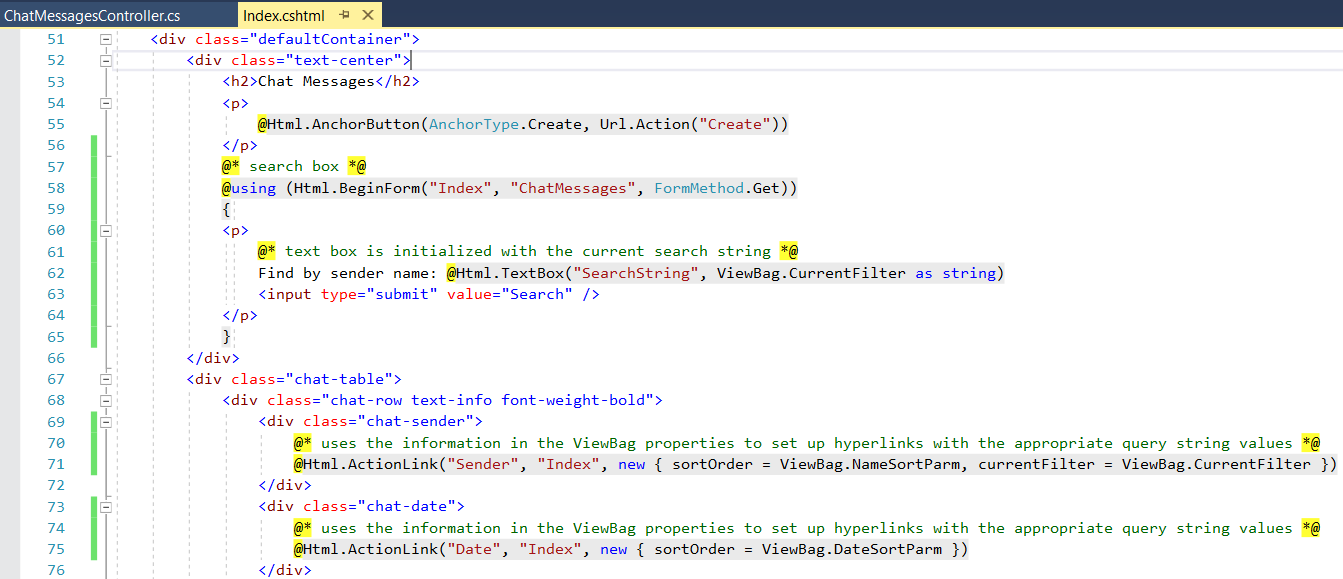 ChatMessagesController.cs Index.cshtml
51 <div class="defaultContainer">
52 <div class="text-center">
53 <h2>Chat Messages</h2>
54 <p>
55 @Html.AnchorButton(AnchorType.Create, Url.Action("Create"))
56 </p>
57 @* search box *@
58 @using (Html.BeginForm("Index", "ChatMessages", FormMethod.Get))
59 {
60 <p>
61 @* text box is initialized with the current search string *@
62 Find by sender name: @Html.TextBox("SearchString", ViewBag.CurrentFilter as string)
63 <input type="submit" value="Search" />
64 </p>
65 }
66 </div>
67 <div class="chat-table">
68 <div class="chat-row text-info font-weight-bold">
69 <div class="chat-sender">
70 @* uses the information in the ViewBag properties to set up hyperlinks with the appropriate query string values *@
71 @Html.ActionLink("Sender", "Index", new { sortOrder = ViewBag.NameSortParm, currentFilter = ViewBag.CurrentFilter })
72 </div>
73 <div class="chat-date">
74 @* uses the information in the ViewBag properties to set up hyperlinks with the appropriate query string values *@
75 @Html.ActionLink("Date", "Index", new { sortOrder = ViewBag.DateSortParm })
76 </div>